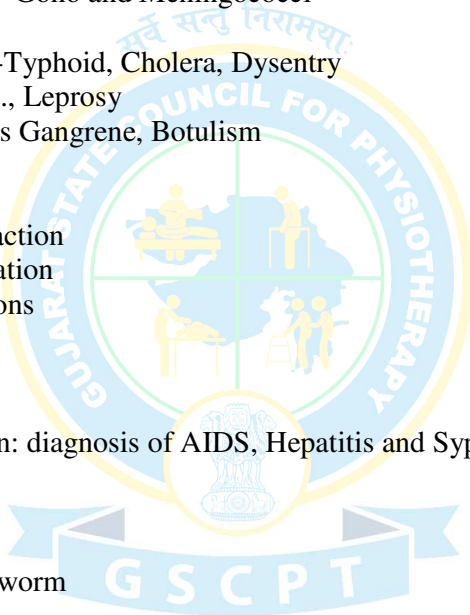 Gono and Meningococci
सर्वे सन्तु निरामयाः
-Typhoid, Cholera, Dysentry
., Leprosy
s Gangrene, Botulism
GUJARAT STATE COUNCIL FOR PHYSIOTHERAPY
action
ation
ons
n: diagnosis of AIDS, Hepatitis and Syp
worm
GSCPT